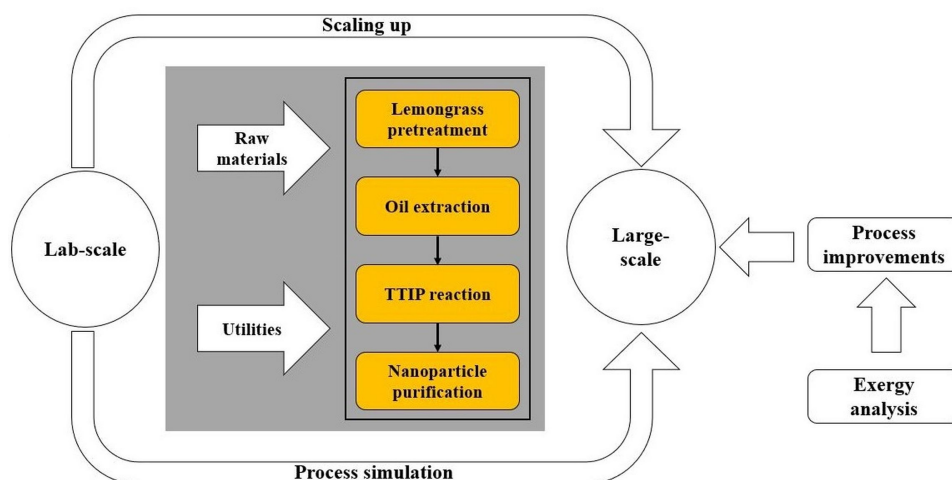 Scaling up
Lab-scale
Raw
materials
Utilities
Lemongrass
pretreatment
Oil extraction
TTIP reaction
Nanoparticle
purification
Large-
scale
Process
improvements
Exergy
analysis
Process simulation